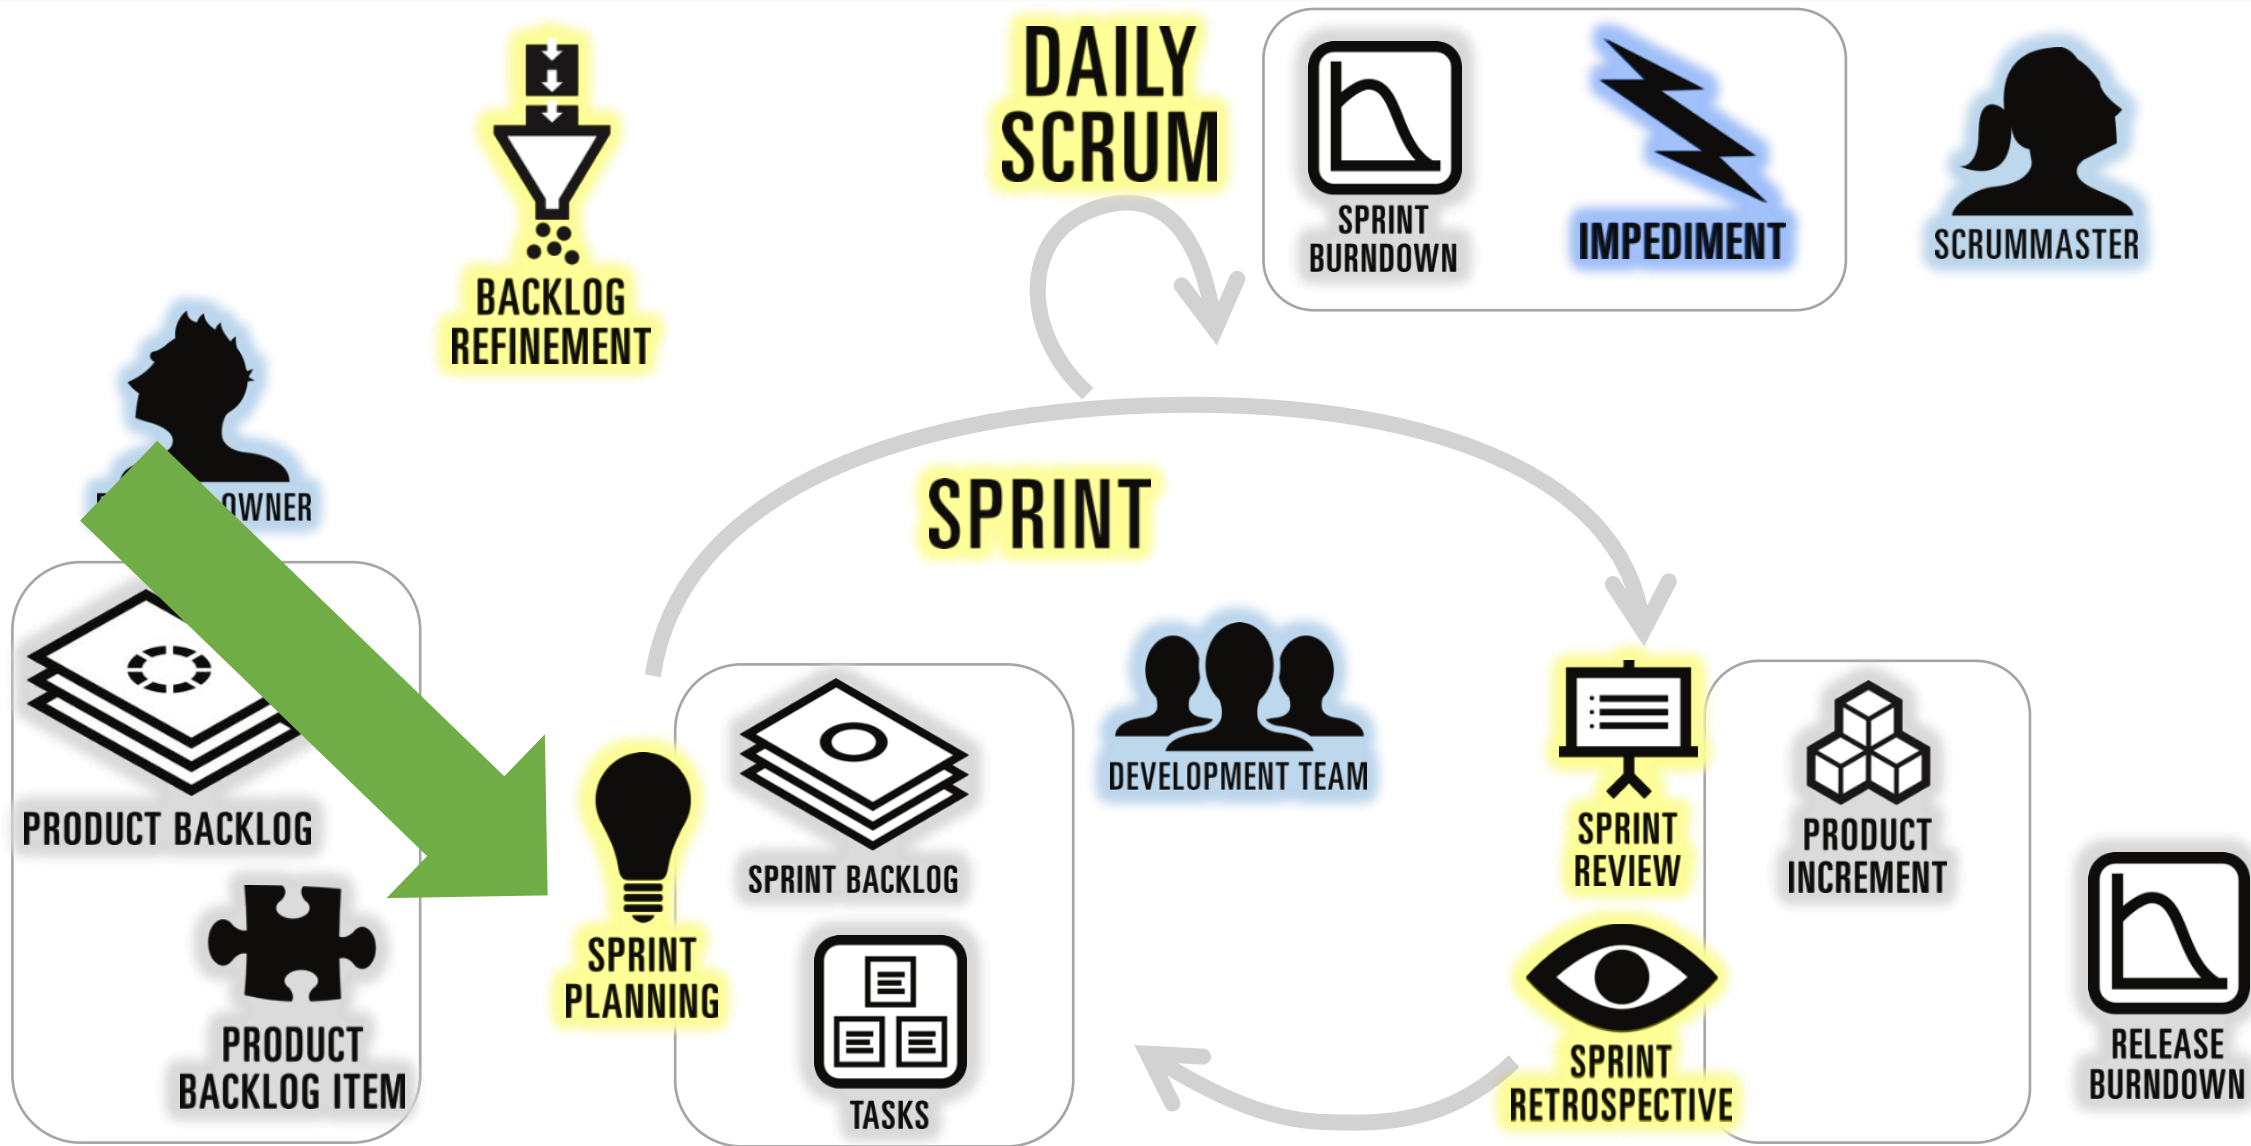 DAILY
SCRUM
SPRINT
BURNDOWN
IMPEDIMENT
SCRUMMASTER
BACKLOG
REFINEMENT
OWNER
SPRINT
PRODUCT BACKLOG
PRODUCT
BACKLOG ITEM
SPRINT
PLANNING
SPRINT BACKLOG
TASKS
DEVELOPMENT TEAM
SPRINT
REVIEW
SPRINT
RETROSPECTIVE
PRODUCT
INCREMENT
RELEASE
BURNDOWN